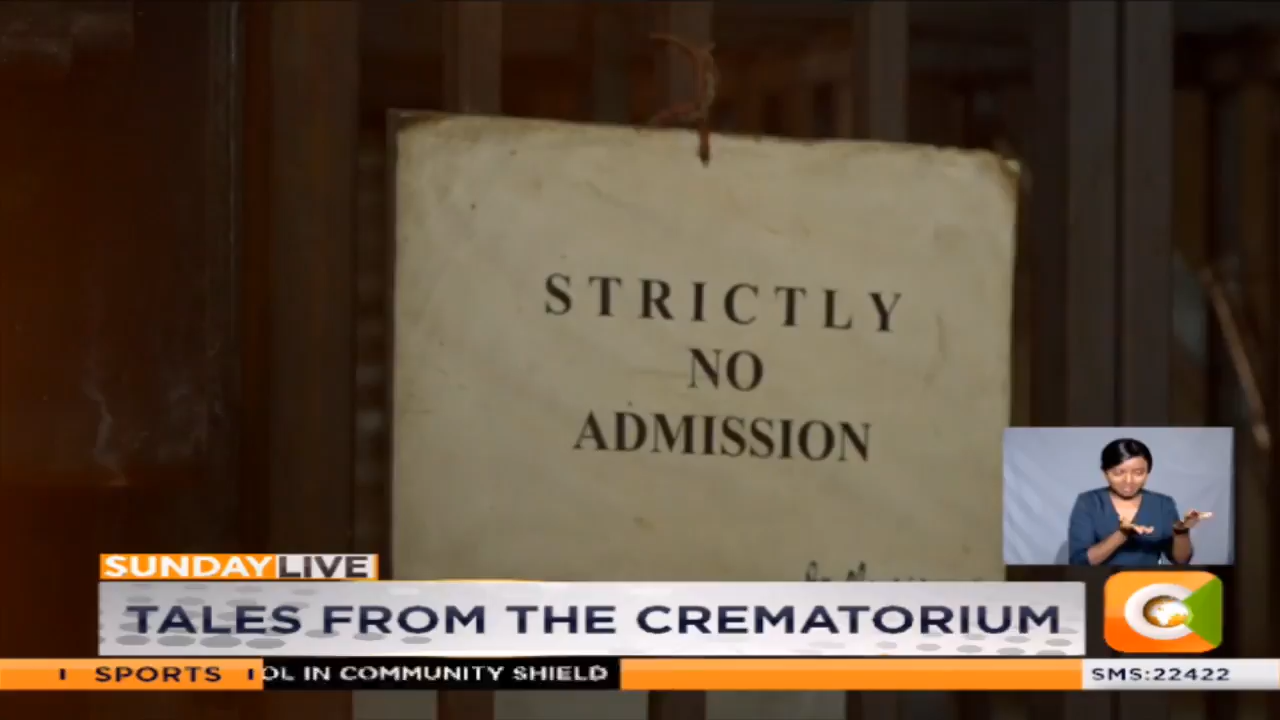 STRICTLY
NO
ADMISSION
SUNDAY LIVE
TALES FROM THE CREMATORIUM
SPORTS
OL IN COMMUNITY SHIELD
SMS:22422